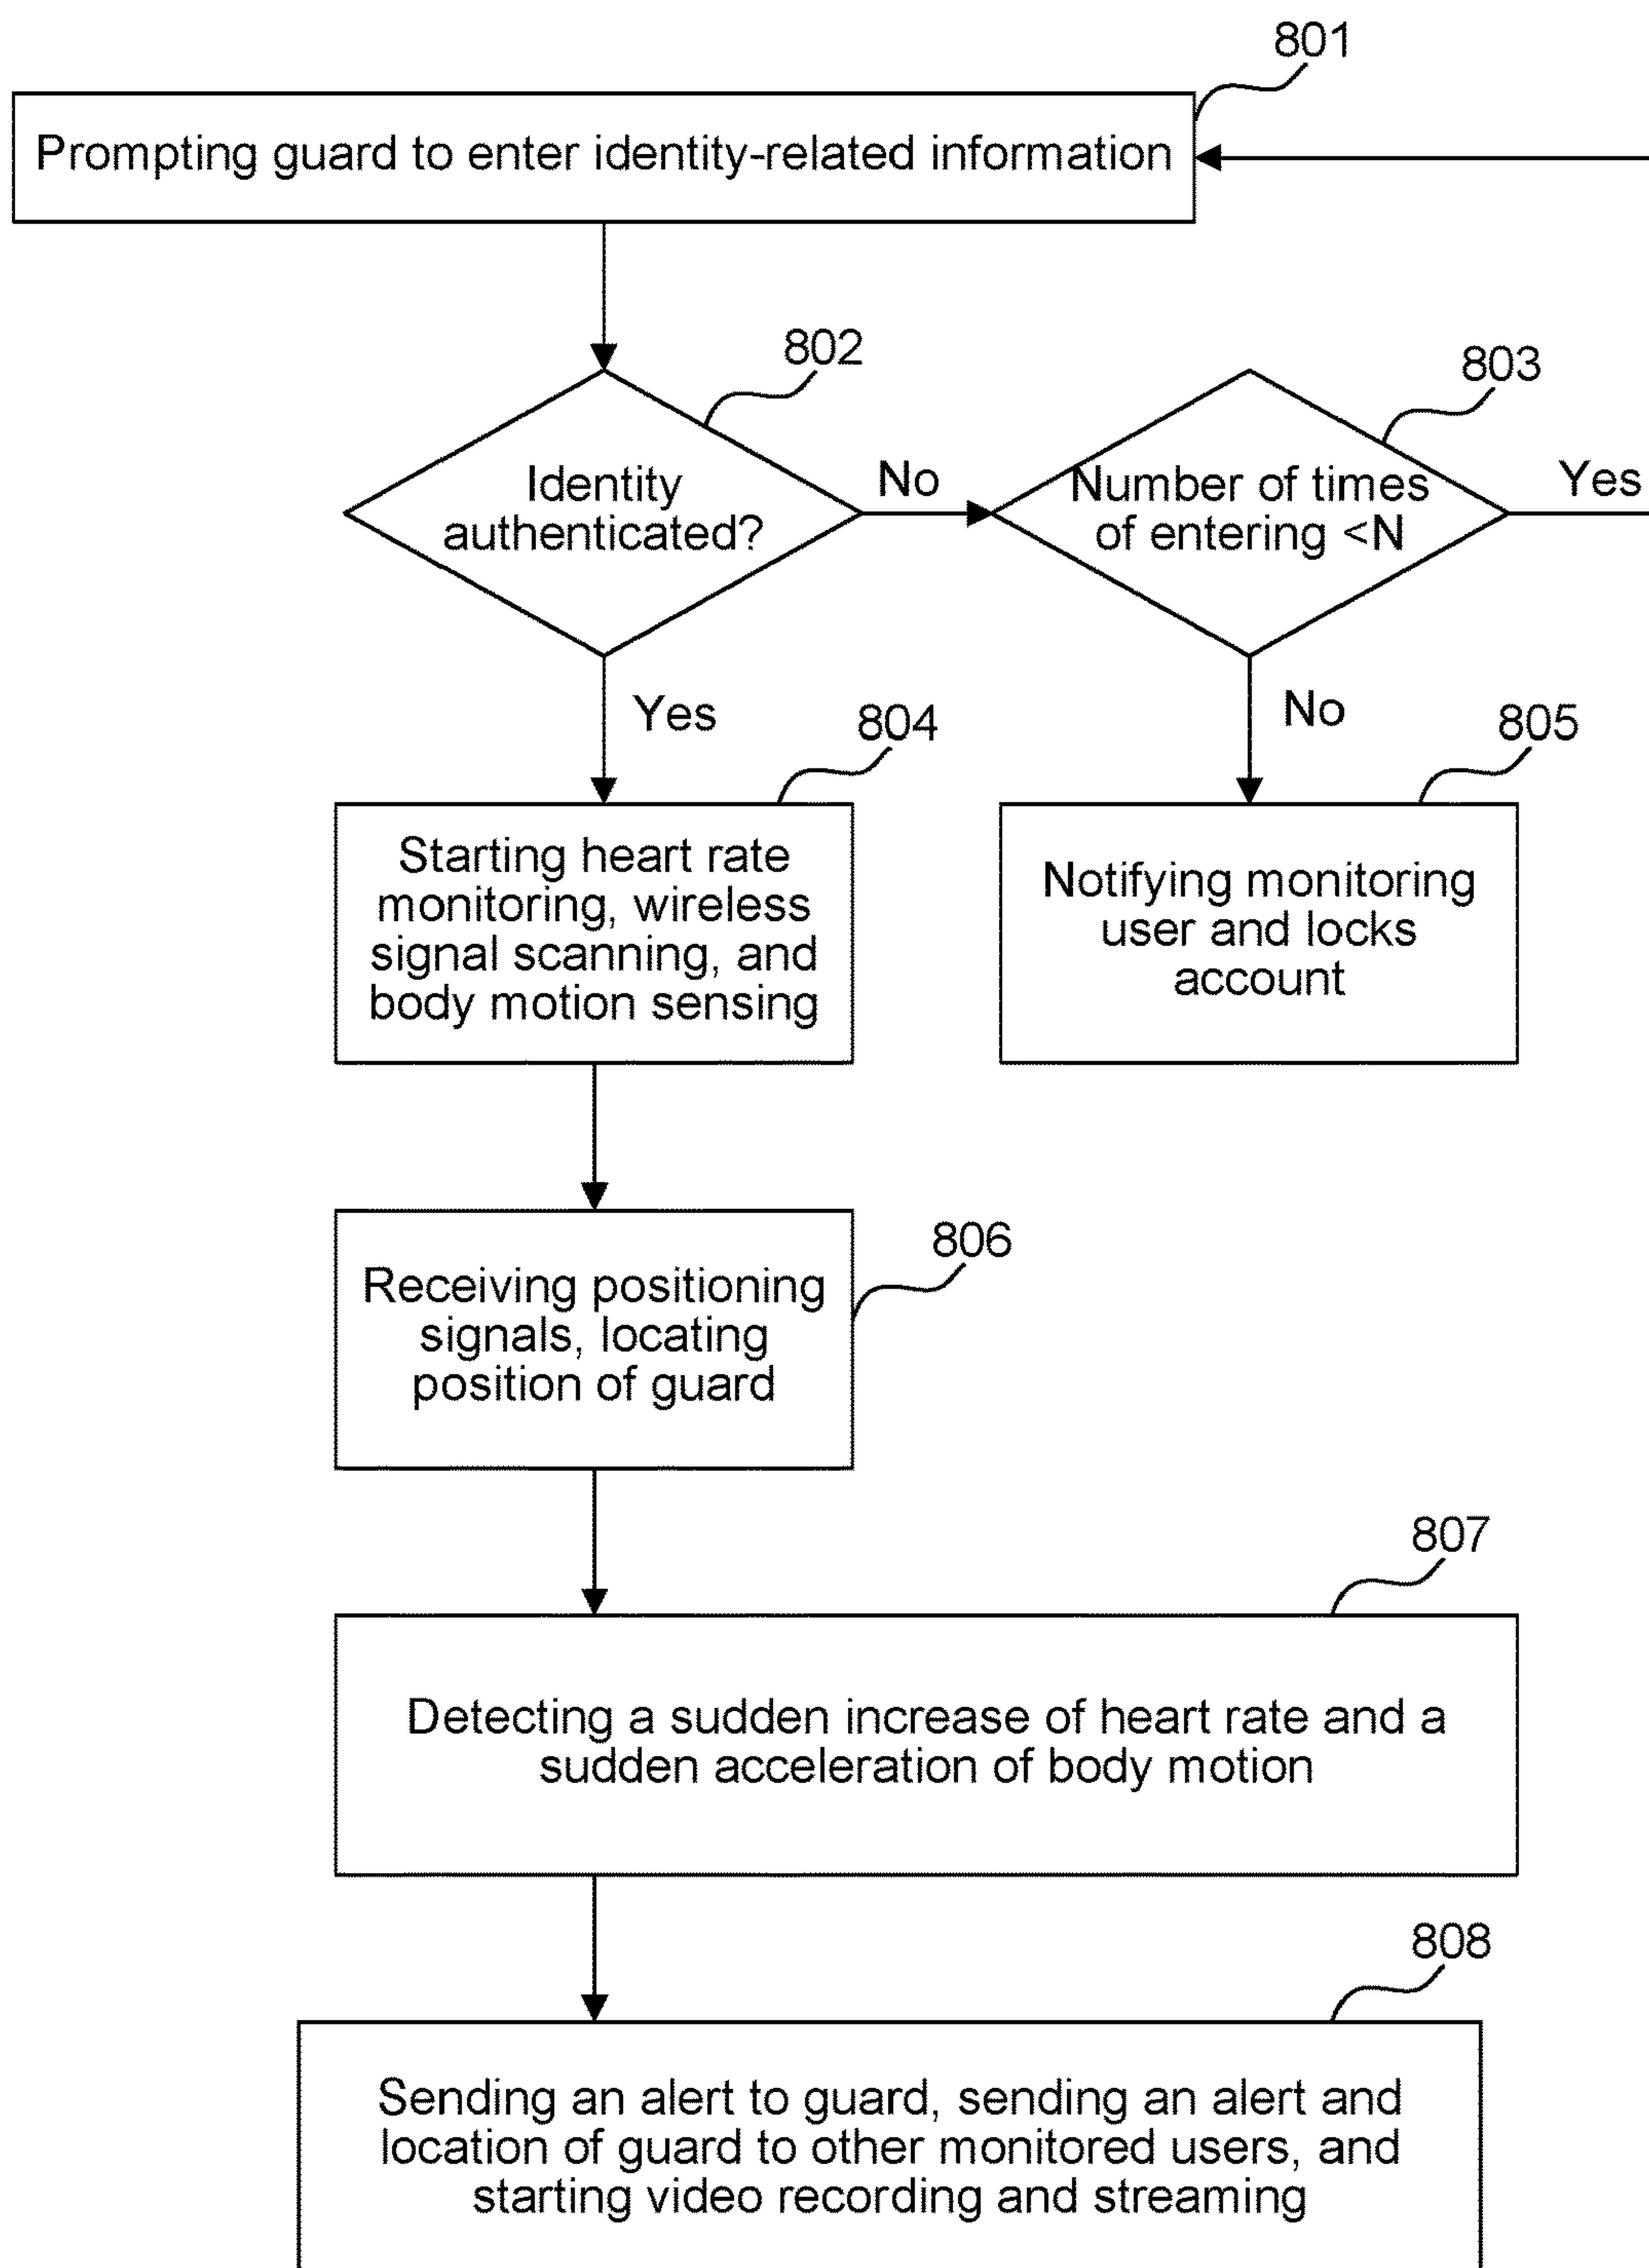 801
Prompting guard to enter identity-related information
802
803
Identity
authenticated?
No
Number of times
of entering <N
Yes
Yes
804
No
805
Starting heart rate
monitoring, wireless
signal scanning, and
body motion sensing
Notifying monitoring
user and locks
account
806
Receiving positioning
signals, locating
position of guard
807
Detecting a sudden increase of heart rate and a
sudden acceleration of body motion
808
Sending an alert to guard, sending an alert and
location of guard to other monitored users, and
starting video recording and streaming